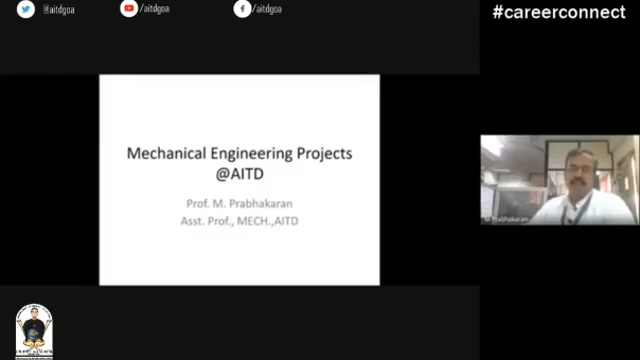 @aitdgoa
/aitdgoa
/aitdgoa
#careerconnect
Mechanical Engineering Projects
@AITD
Prof. M. Prabhakaran
Asst. Prof., MECH.,AITD
M Prabhakaran